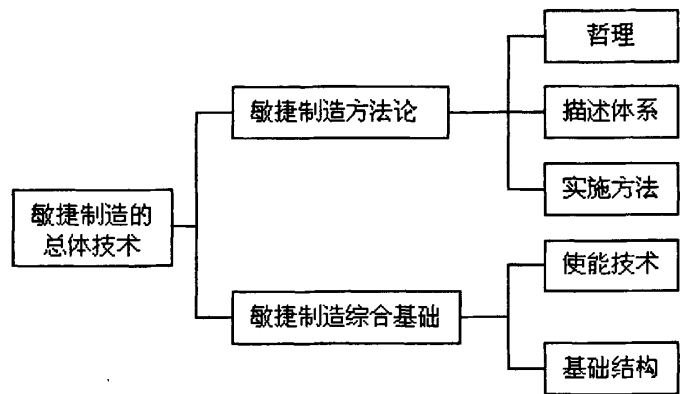 哲理
敏捷制造方法论
描述体系
实施方法
敏捷制造的
总体技术
使能技术
敏捷制造综合基础
基础结构